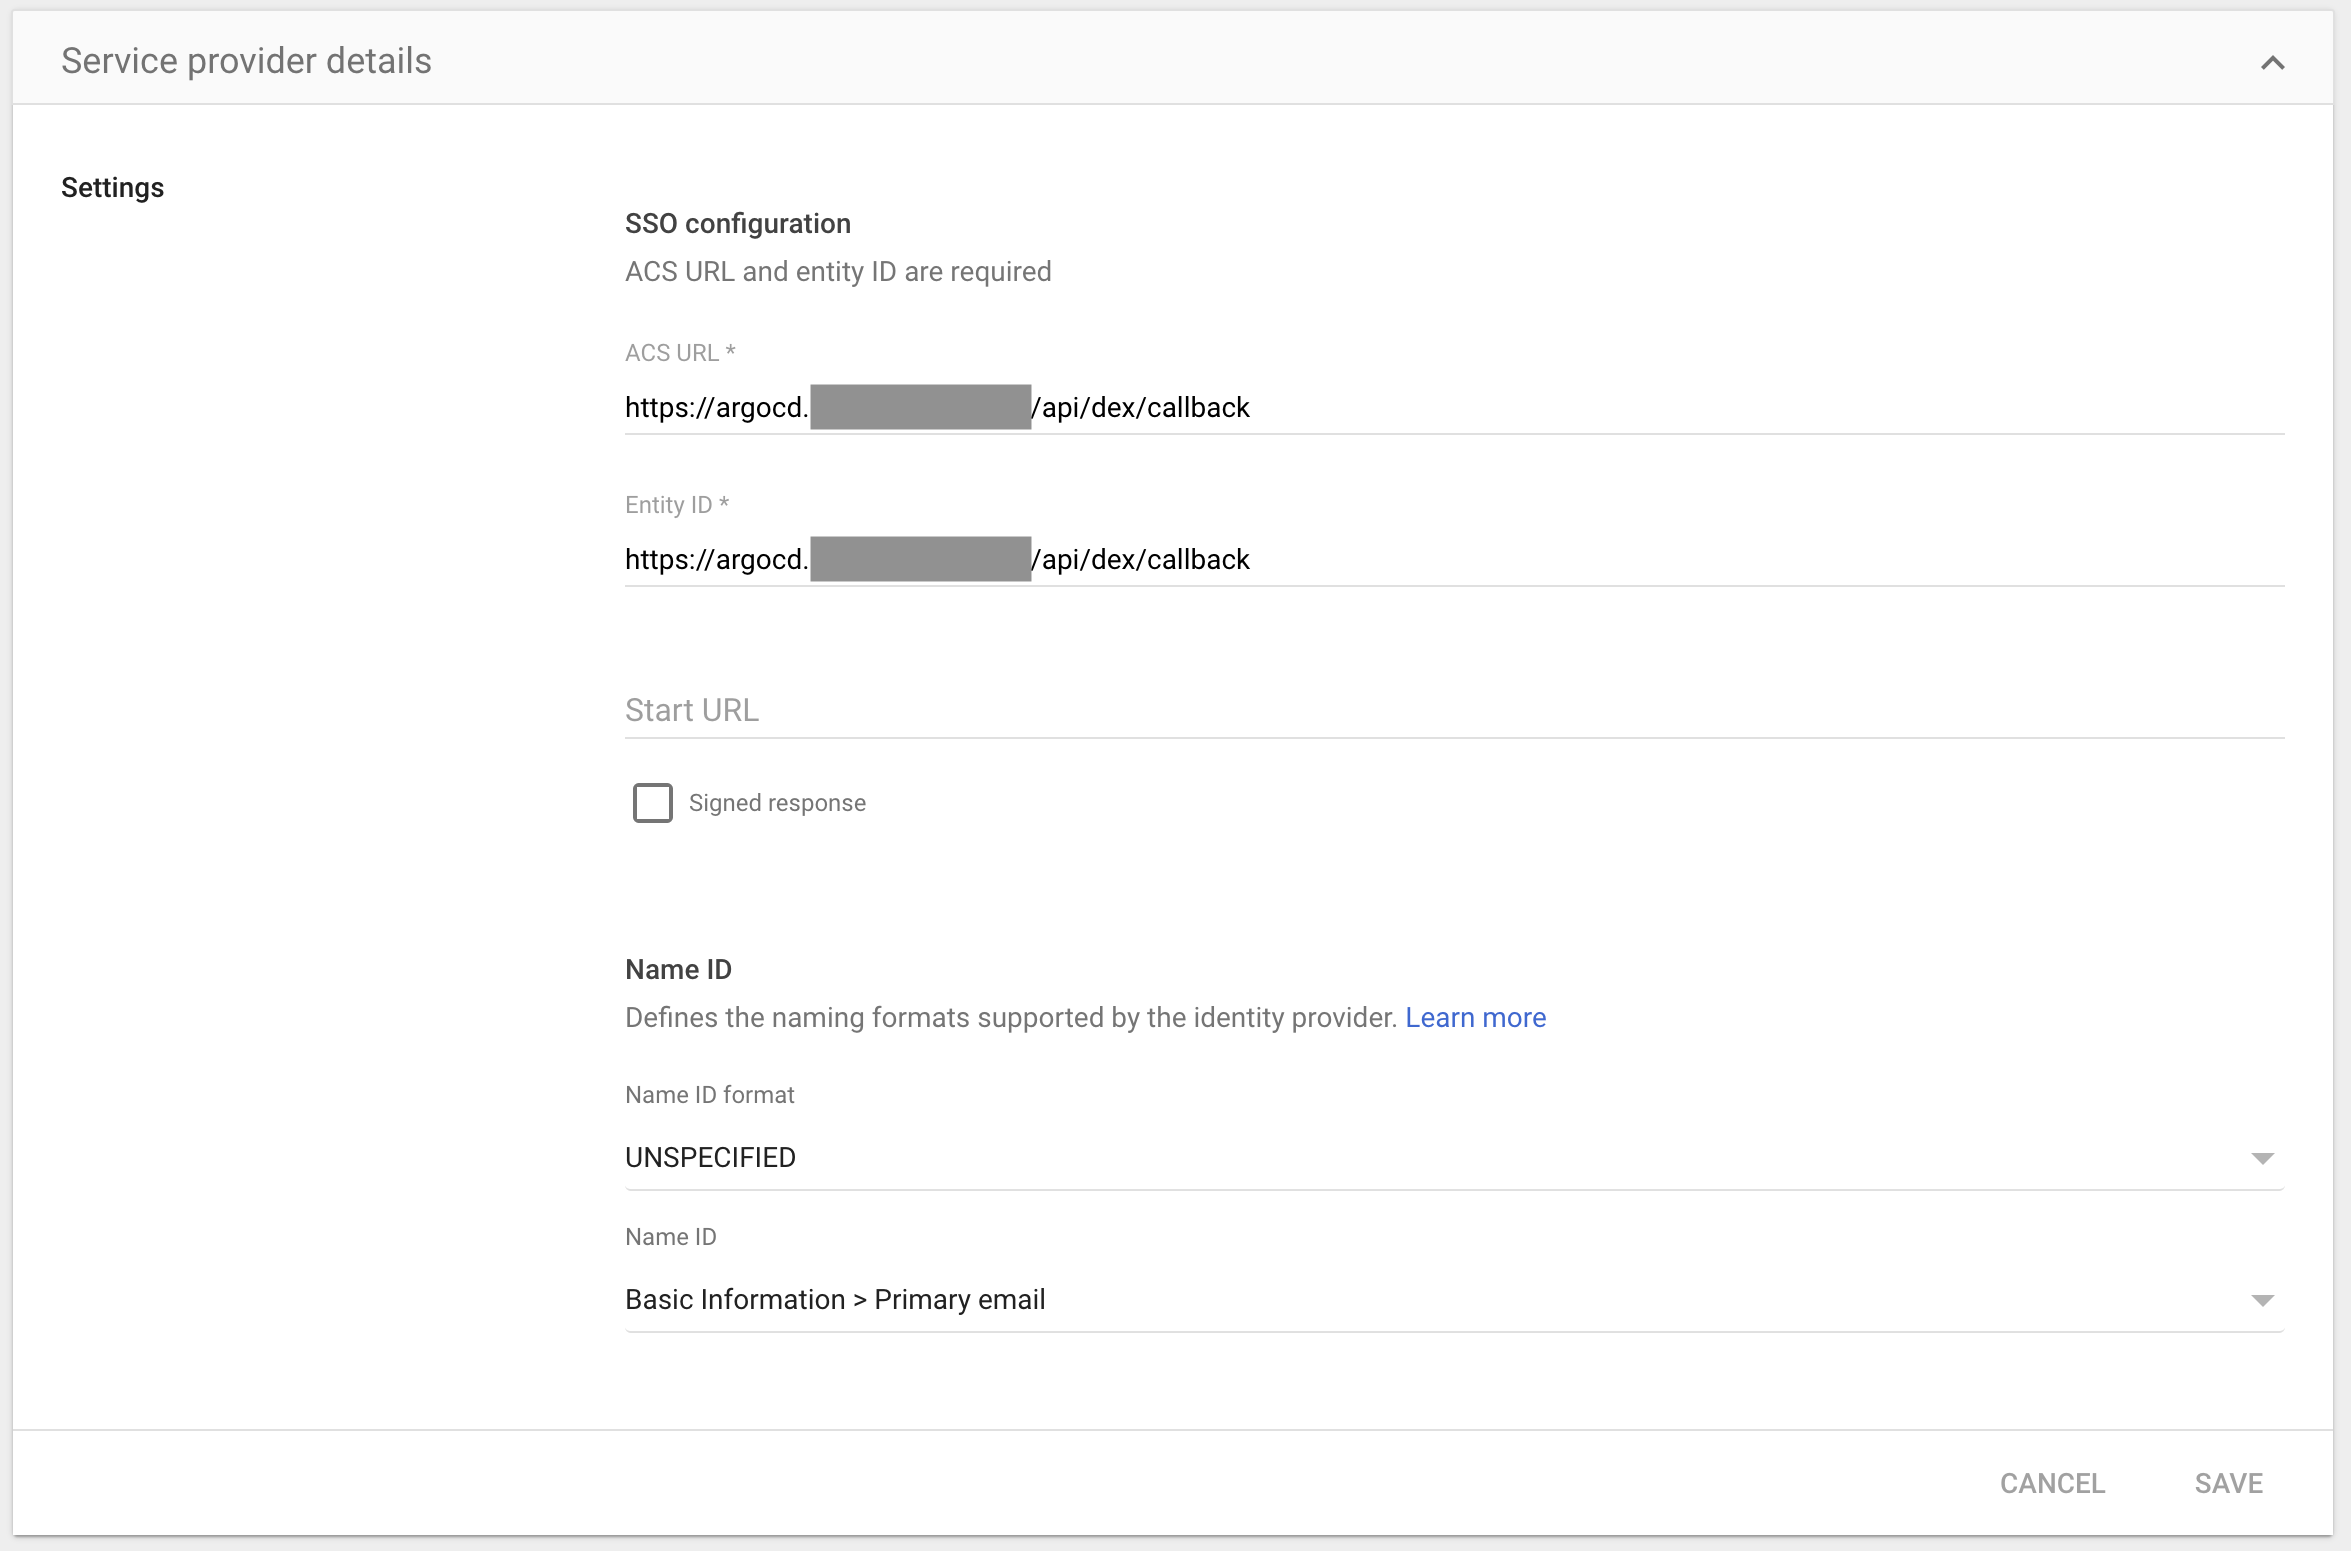 Service provider details
Settings
SSO configuration
ACS URL and entity ID are required
ACS URL *
https://argocd. /api/dex/callback
Entity ID *
https://argocd. /api/dex/callback
Start URL
Signed response
Name ID
Defines the naming formats supported by the identity provider. Learn more
Name ID format
UNSPECIFIED
Name ID
Basic Information > Primary email
CANCEL SAVE